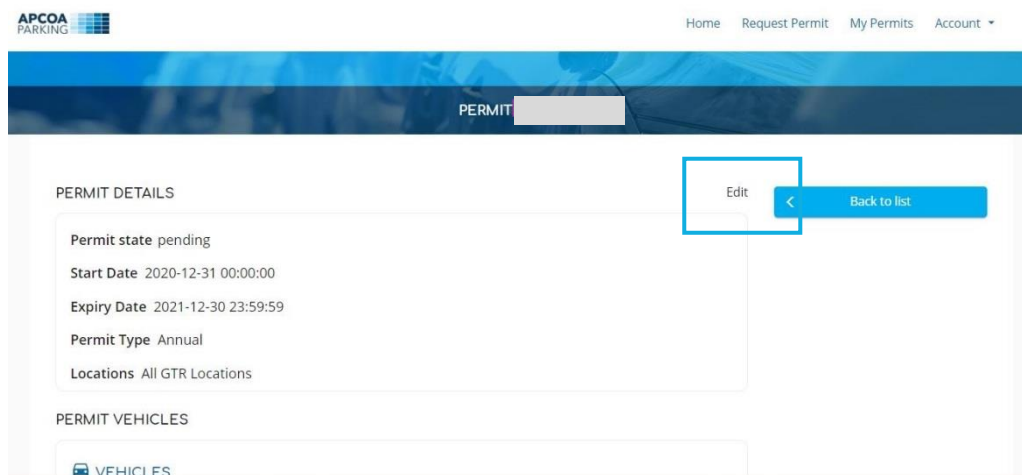 APCOA
PARKING
Home Request Permit My Permits Account
PERMIT
PERMIT DETAILS
Edit
Back to list
Permit state pending
Start Date 2020-12-31 00:00:00
Expiry Date 2021-12-30 23:59:59
Permit Type Annual
Locations All GTR Locations
PERMIT VEHICLES
VEHICLES